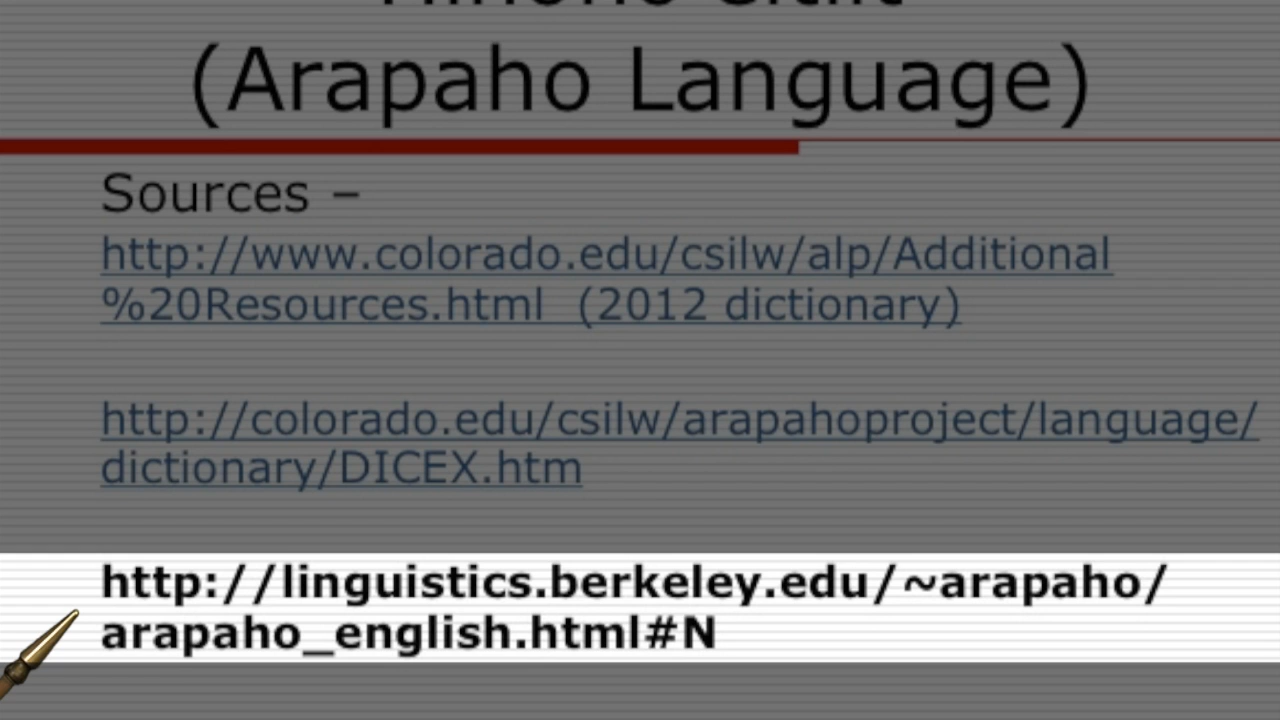 (Arapaho Language)
Sources –
http://www.colorado.edu/csilw/alp/Additional
%20Resources.html (2012 dictionary)
http://colorado.edu/csilw/arapahoproject/language/
dictionary/DICEX.htm
http://linguistics.berkeley.edu/~arapaho/
arapaho_english.html#N